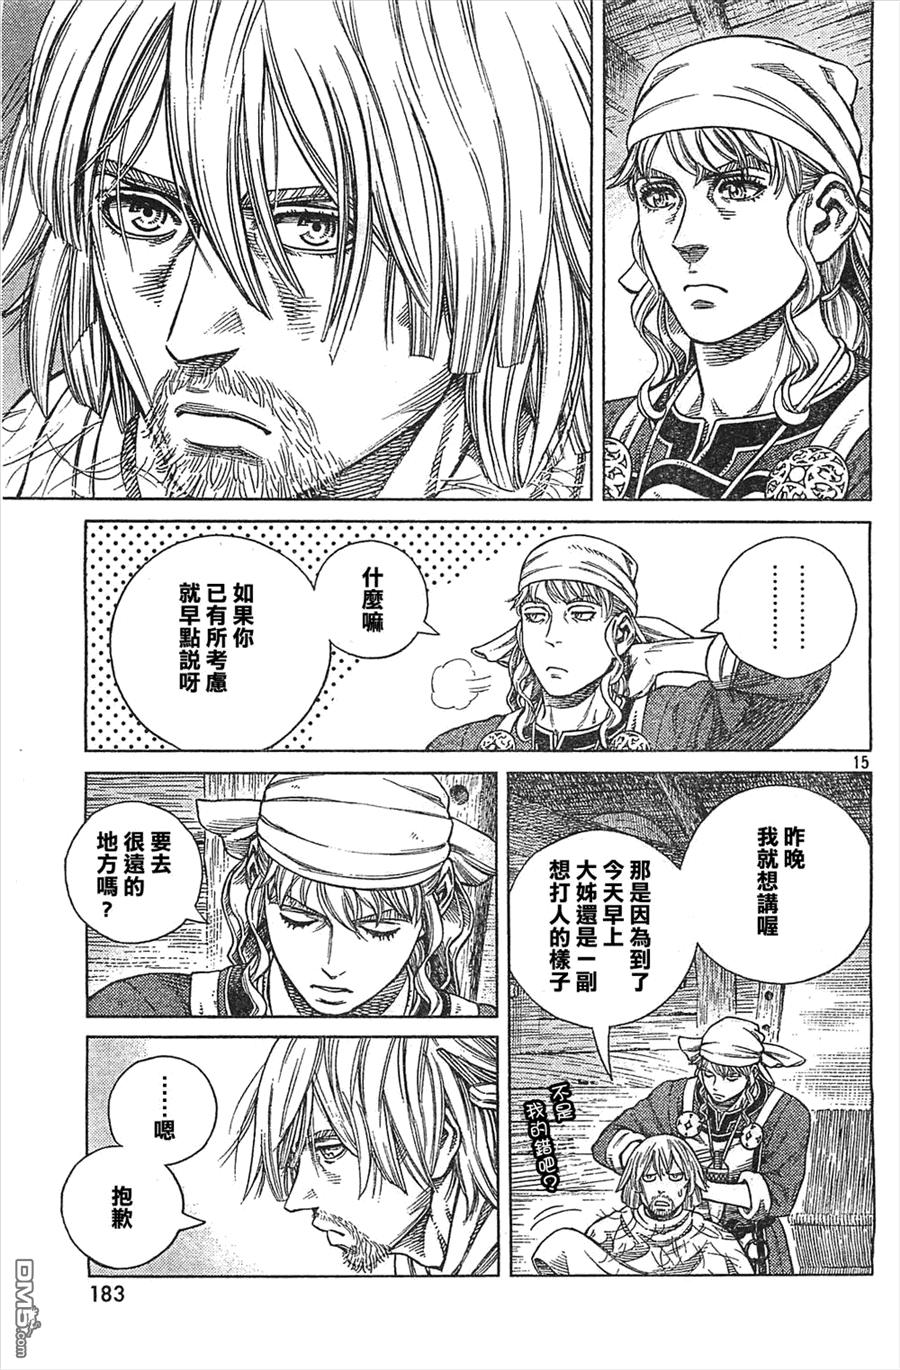 ⋯⋯
⋯⋯
什麼嘛
如果你
已有所考慮
就早點說呀
15
昨晚
我就想講喔
那是因為到了
今天早上
大姊還是一副
想打人的樣子
不是
我的錯吧？
要去
很遠的
地方嗎？
⋯⋯嗯
抱歉
183
DM5.com